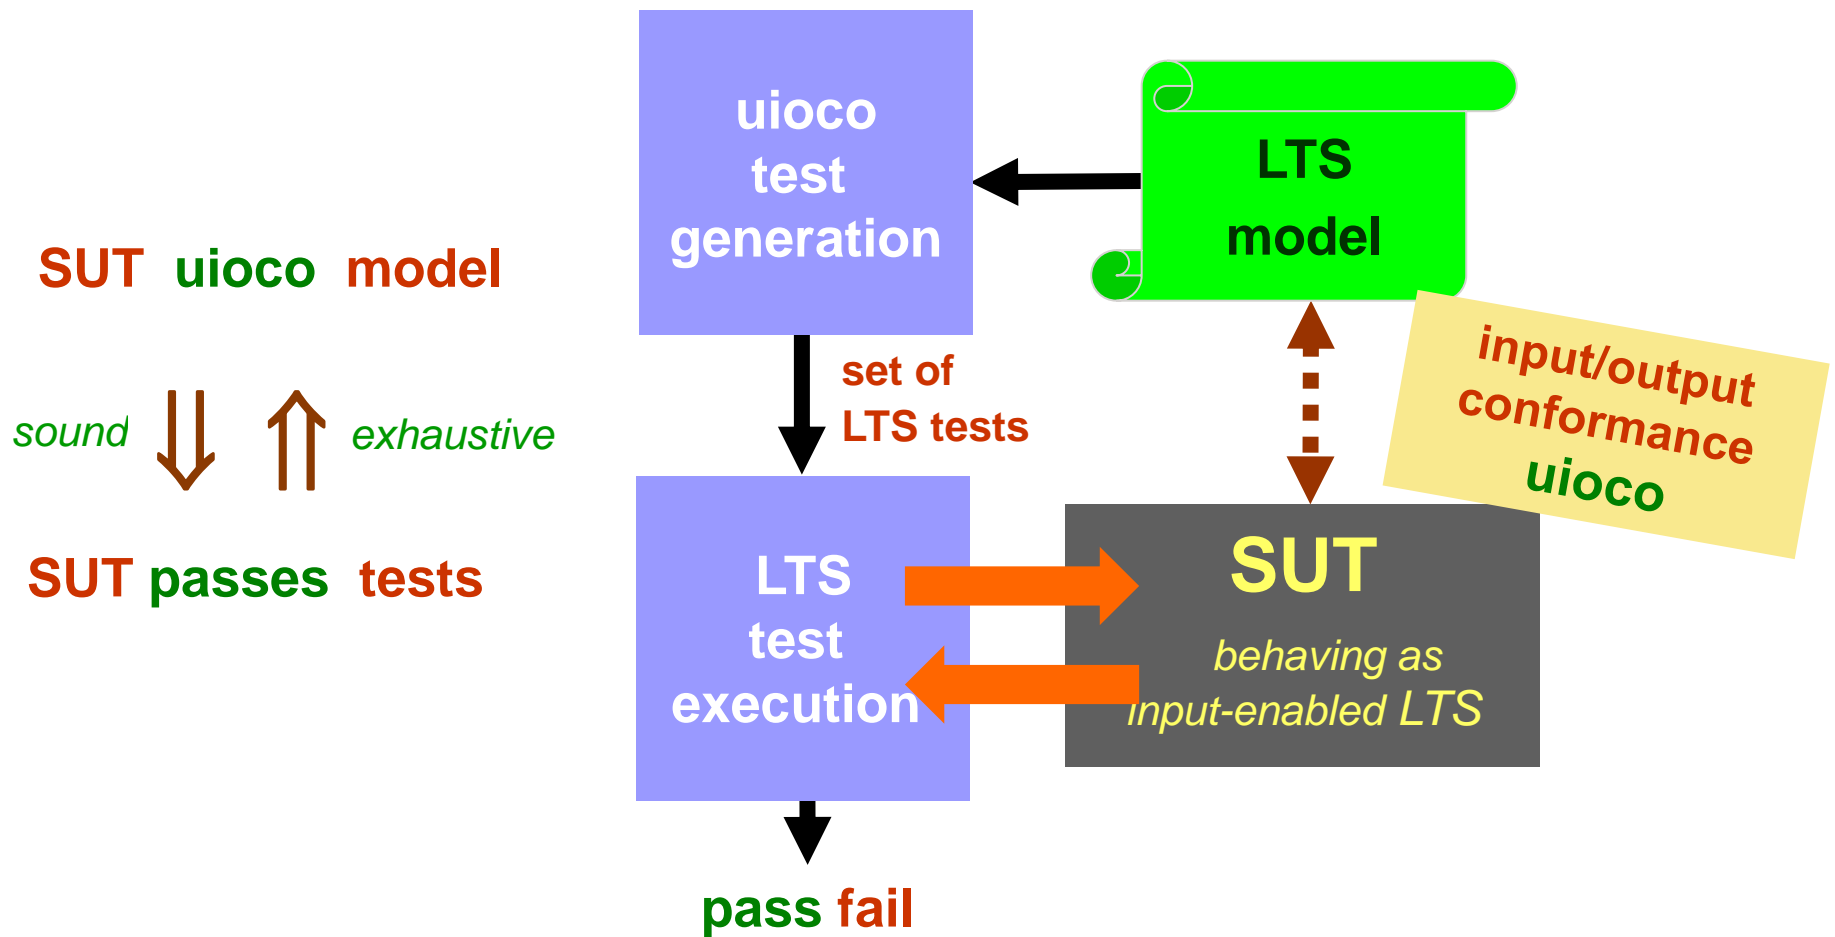 uioco
test
generation
LTS
model
SUT uioco model
input/output
conformance
uioco
set of
LTS tests
sound
exhaustive
SUT passes tests
LTS
test
execution
SUT
behaving as
input-enabled LTS
pass fail